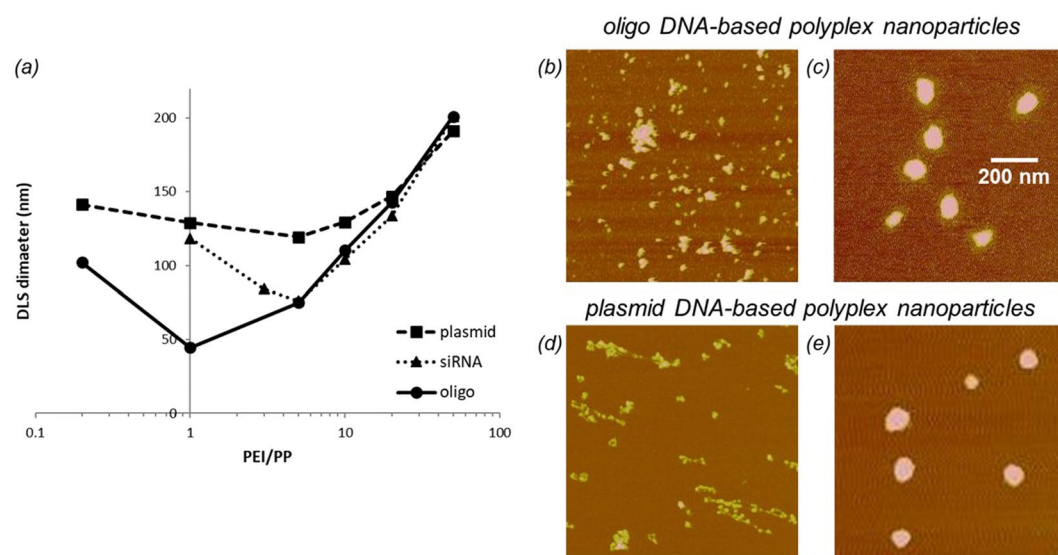 oligo DNA-based polyplex nanoparticles
(a)
(b)
(c)
200
150
100
50
0
DLS dimaeter (nm)
plasmid
siRNA
oligo
0.1
1
10
100
PEI/PP
200 nm
plasmid DNA-based polyplex nanoparticles
(d)
(e)